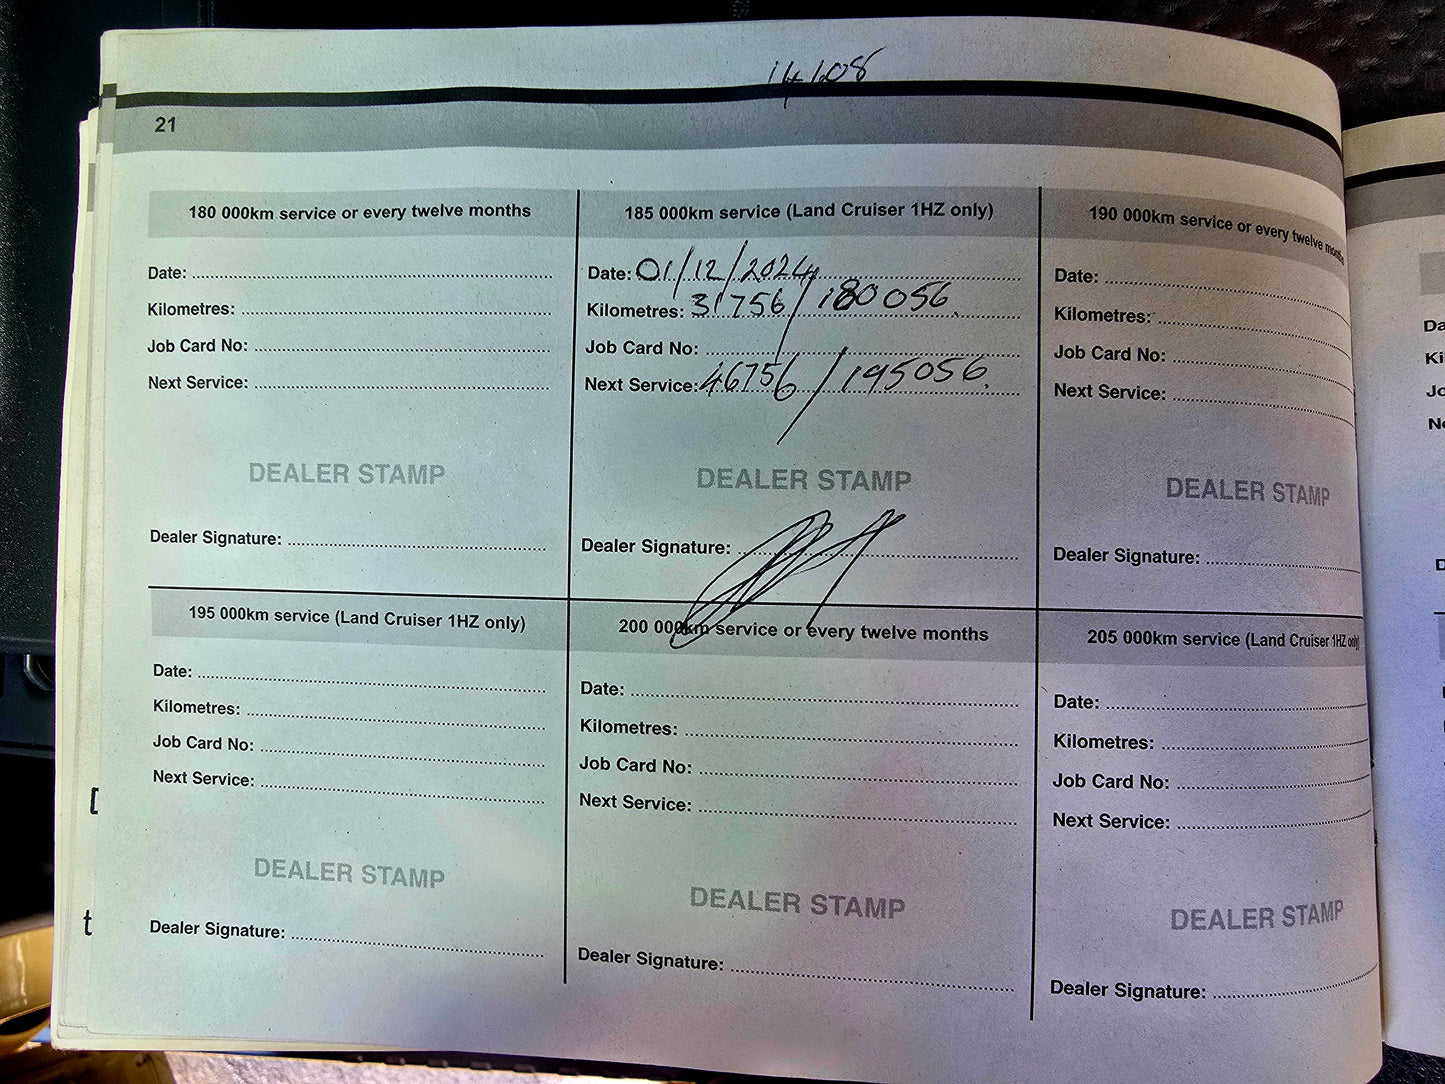 14/08
21
180 000km service or every twelve months
Date:
Kilometres:
Job Card No:
Next Service:
DEALER STAMP
Dealer Signature:
185 000km service (Land Cruiser 1HZ only)
Date: 01/12/2024
Kilometres: 31756/180056.
Job Card No:
Next Service: 46756/195056.
DEALER STAMP
Dealer Signature:
190 000km service or every twelve months
Date:
Kilometres:
Job Card No:
Next Service:
DEALER STAMP
Dealer Signature:
195 000km service (Land Cruiser 1HZ only)
Date:
Kilometres:
Job Card No:
Next Service:
DEALER STAMP
Dealer Signature:
200 000km service or every twelve months
Date:
Kilometres:
Job Card No:
Next Service:
DEALER STAMP
Dealer Signature:
205 000km service (Land Cruiser 1HZ only)
Date:
Kilometres:
Job Card No:
Next Service:
DEALER STAMP
Dealer Signature: